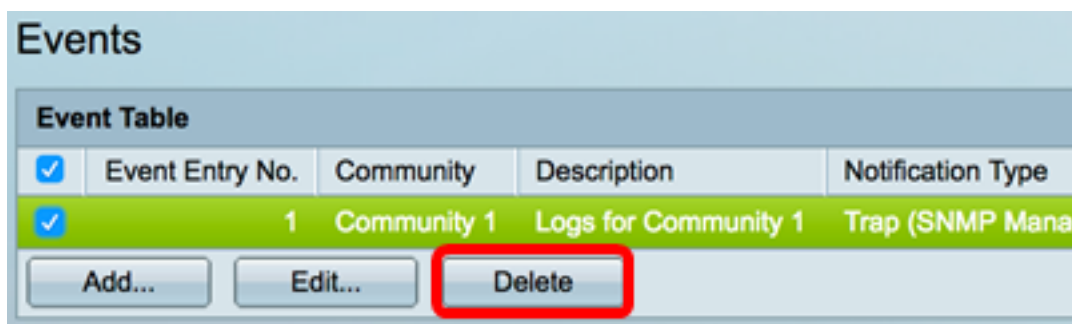 Events
Event Table
Event Entry No. Community Description Notification Type
1 Community 1 Logs for Community 1 Trap (SNMP
Add... Edit... Delete